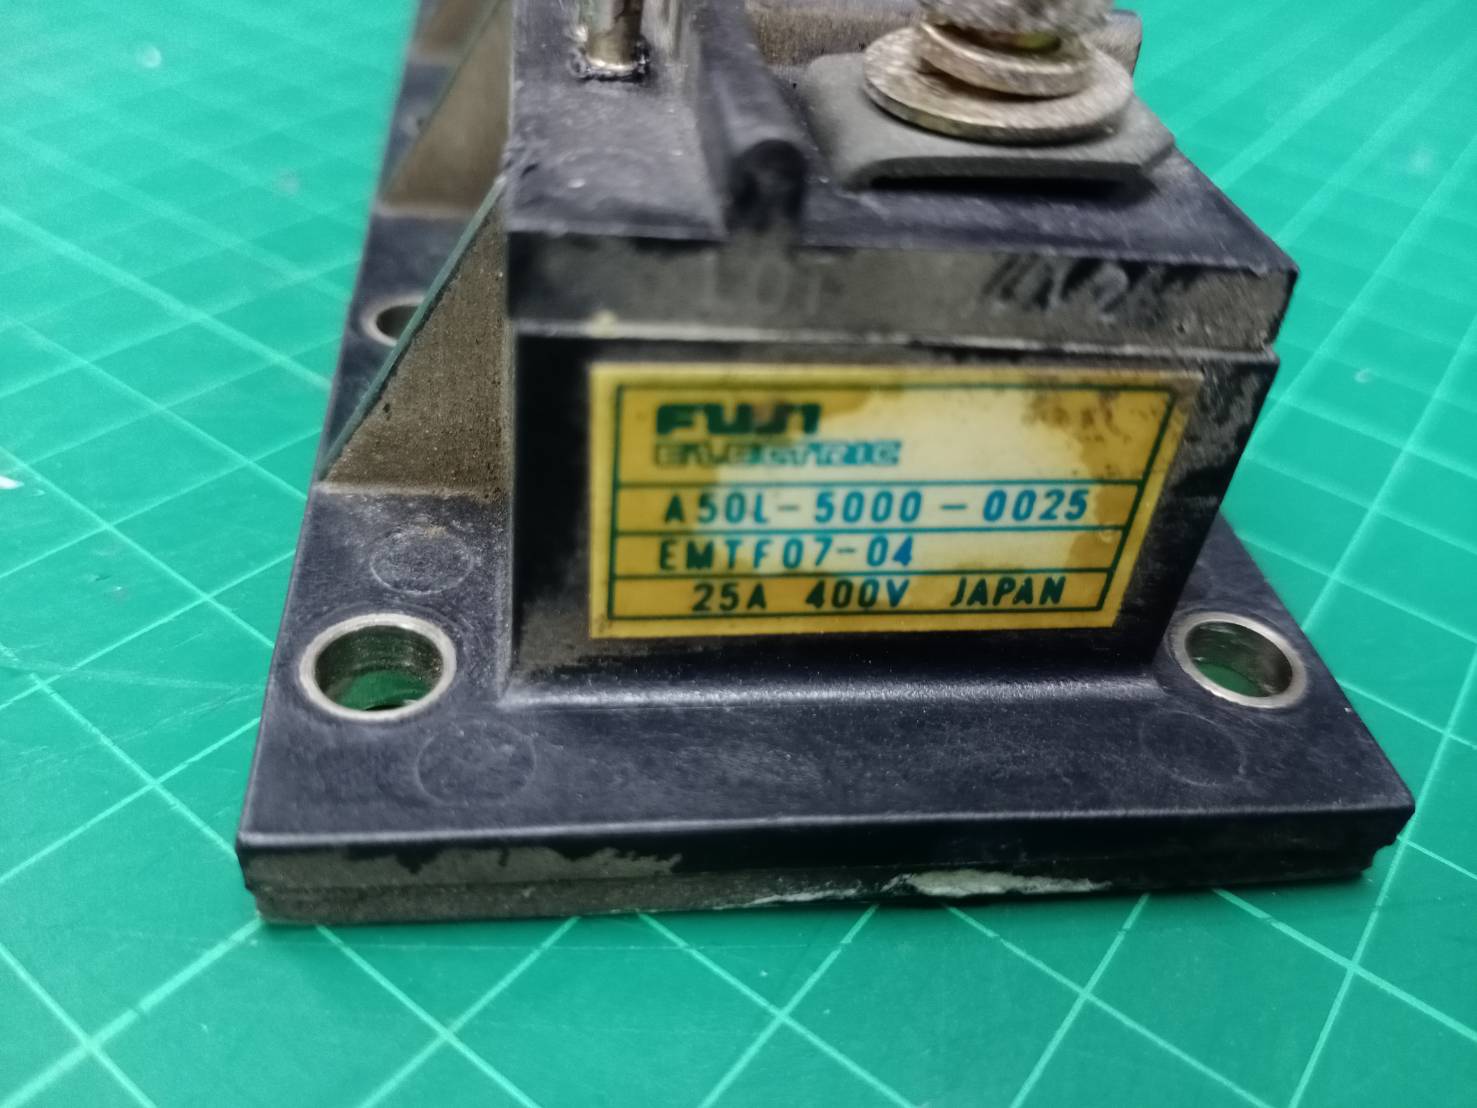 LOT
FUJI
ELECTRIC
A50L-5000-0025
EMTF07-04
25A 400V JAPAN